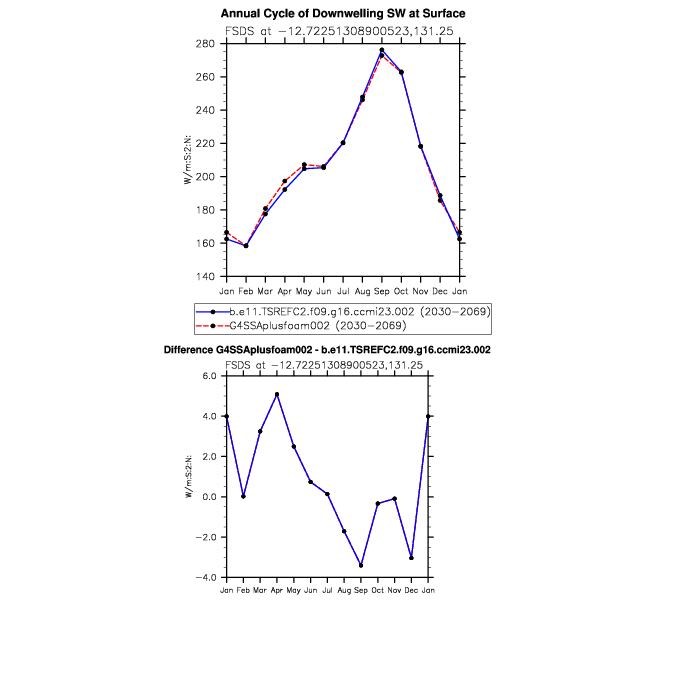 Annual Cycle of Downwelling SW at Surface
FSDS at −12.72251308900523,131.25
280
260
240
220
200
180
160
140
W/m:S:2:N:
Jan Feb Mar Apr May Jun Jul Aug Sep Oct Nov Dec Jan
b.e11.TSREFC2.f09.g16.ccmi23.002 (2030−2069)
G4SSAplusfoam002 (2030−2069)
Difference G4SSAplusfoam002 - b.e11.TSREFC2.f09.g16.ccmi23.002
FSDS at −12.72251308900523,131.25
6.0
4.0
2.0
0.0
−2.0
−4.0
W/m:S:2:N:
Jan Feb Mar Apr May Jun Jul Aug Sep Oct Nov Dec Jan